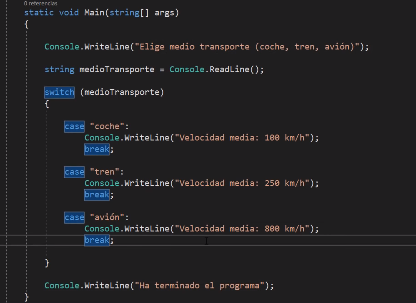 0 referencias
static void Main(string[] args)
{
Console.WriteLine("Elige medio transporte (coche, tren, avión)");
string medioTransporte = Console.ReadLine();
switch (medioTransporte)
{
case "coche":
Console.WriteLine("Velocidad media: 100 km/h");
break;
case "tren":
Console.WriteLine("Velocidad media: 250 km/h");
break;
case "avión":
Console.WriteLine("Velocidad media: 800 km/h");
break;
}
Console.WriteLine("Ha terminado el programa");
}